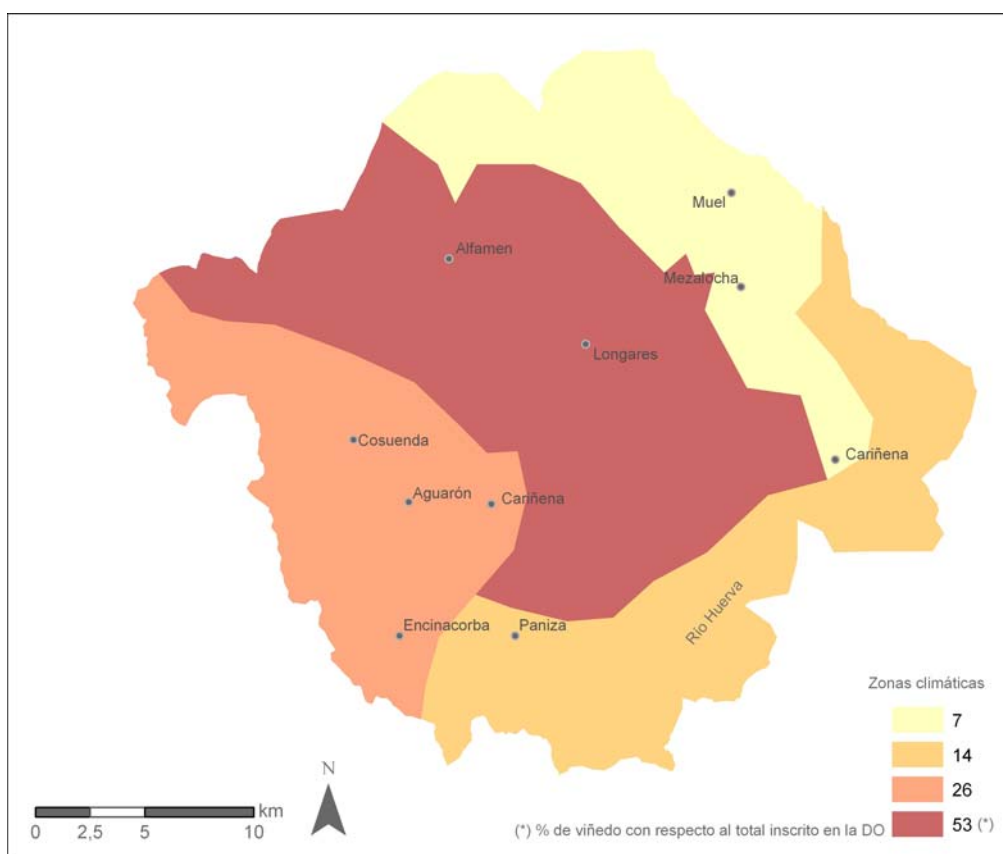 Muel
Alfamen
Mezalocha
Longares
Cosuenda
Cariñena
Aguarón
Cariñena
Encinacorba
Paniza
Río Huerva
Zonas climáticas
7
14
26
53 (*)
N
km
0 2,5 5 10
(*) % de viñedo con respecto al total inscrito en la DO